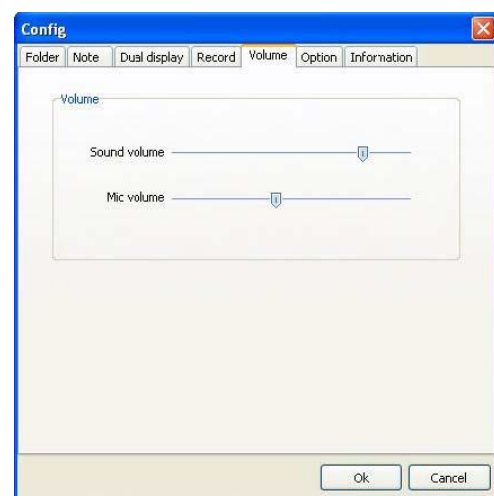 Config
Folder Note Dual display Record Volume Option Information
Volume
Sound volume
Mic volume
Ok Cancel